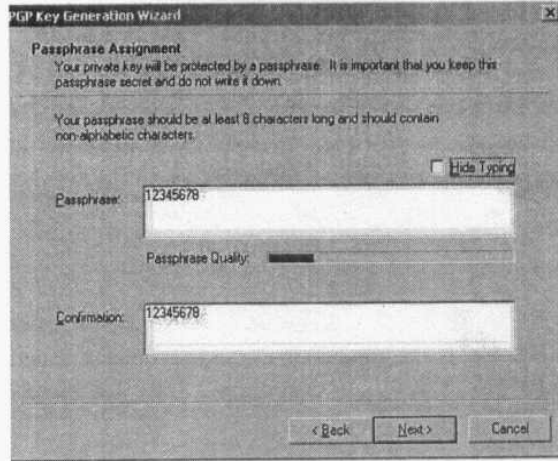 PGP Key Generation Wizard
Passphrase Assignment
Your private key will be protected by a passphrase. It is important that you keep this
passphrase secret and do not write it down.
Your passphrase should be at least 8 characters long and should contain
non-alphabetic characters.
Hide Typing
Passphrase:
12345678
Passphrase Quality:
Confirmation:
12345678
< Back
Next >
Cancel